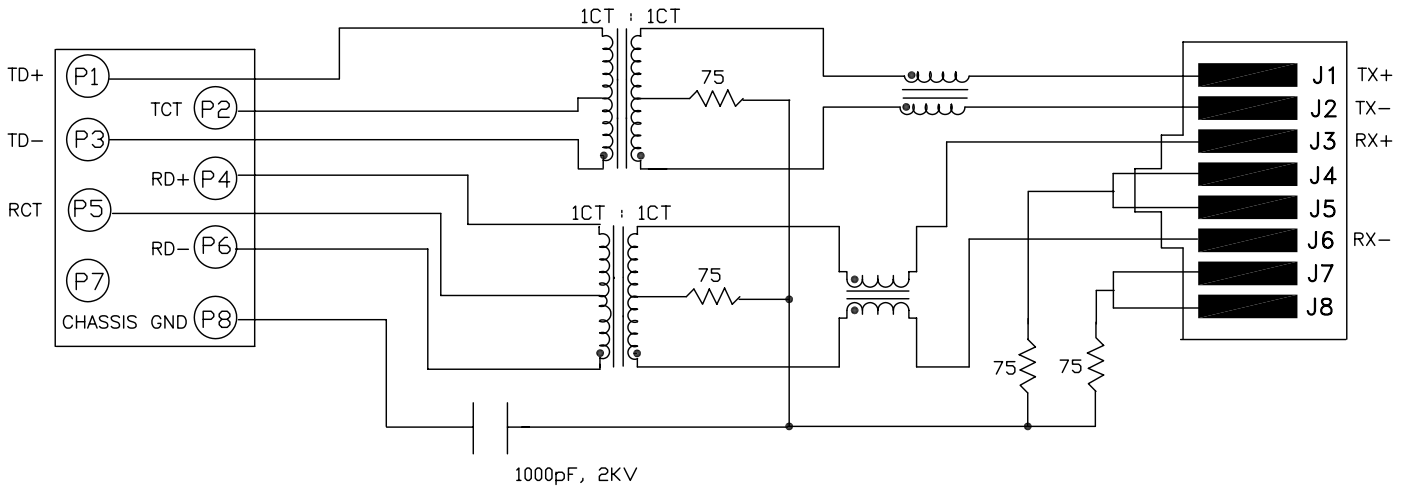 1CT : 1CT
TD+ P1
TCT P2
TD- P3
RD+ P4
RCT P5
RD- P6
P7
CHASSIS GND P8
75
1CT : 1CT
75
1000pF, 2KV
75
75
J1 TX+
J2 TX-
J3 RX+
J4
J5
J6 RX-
J7
J8